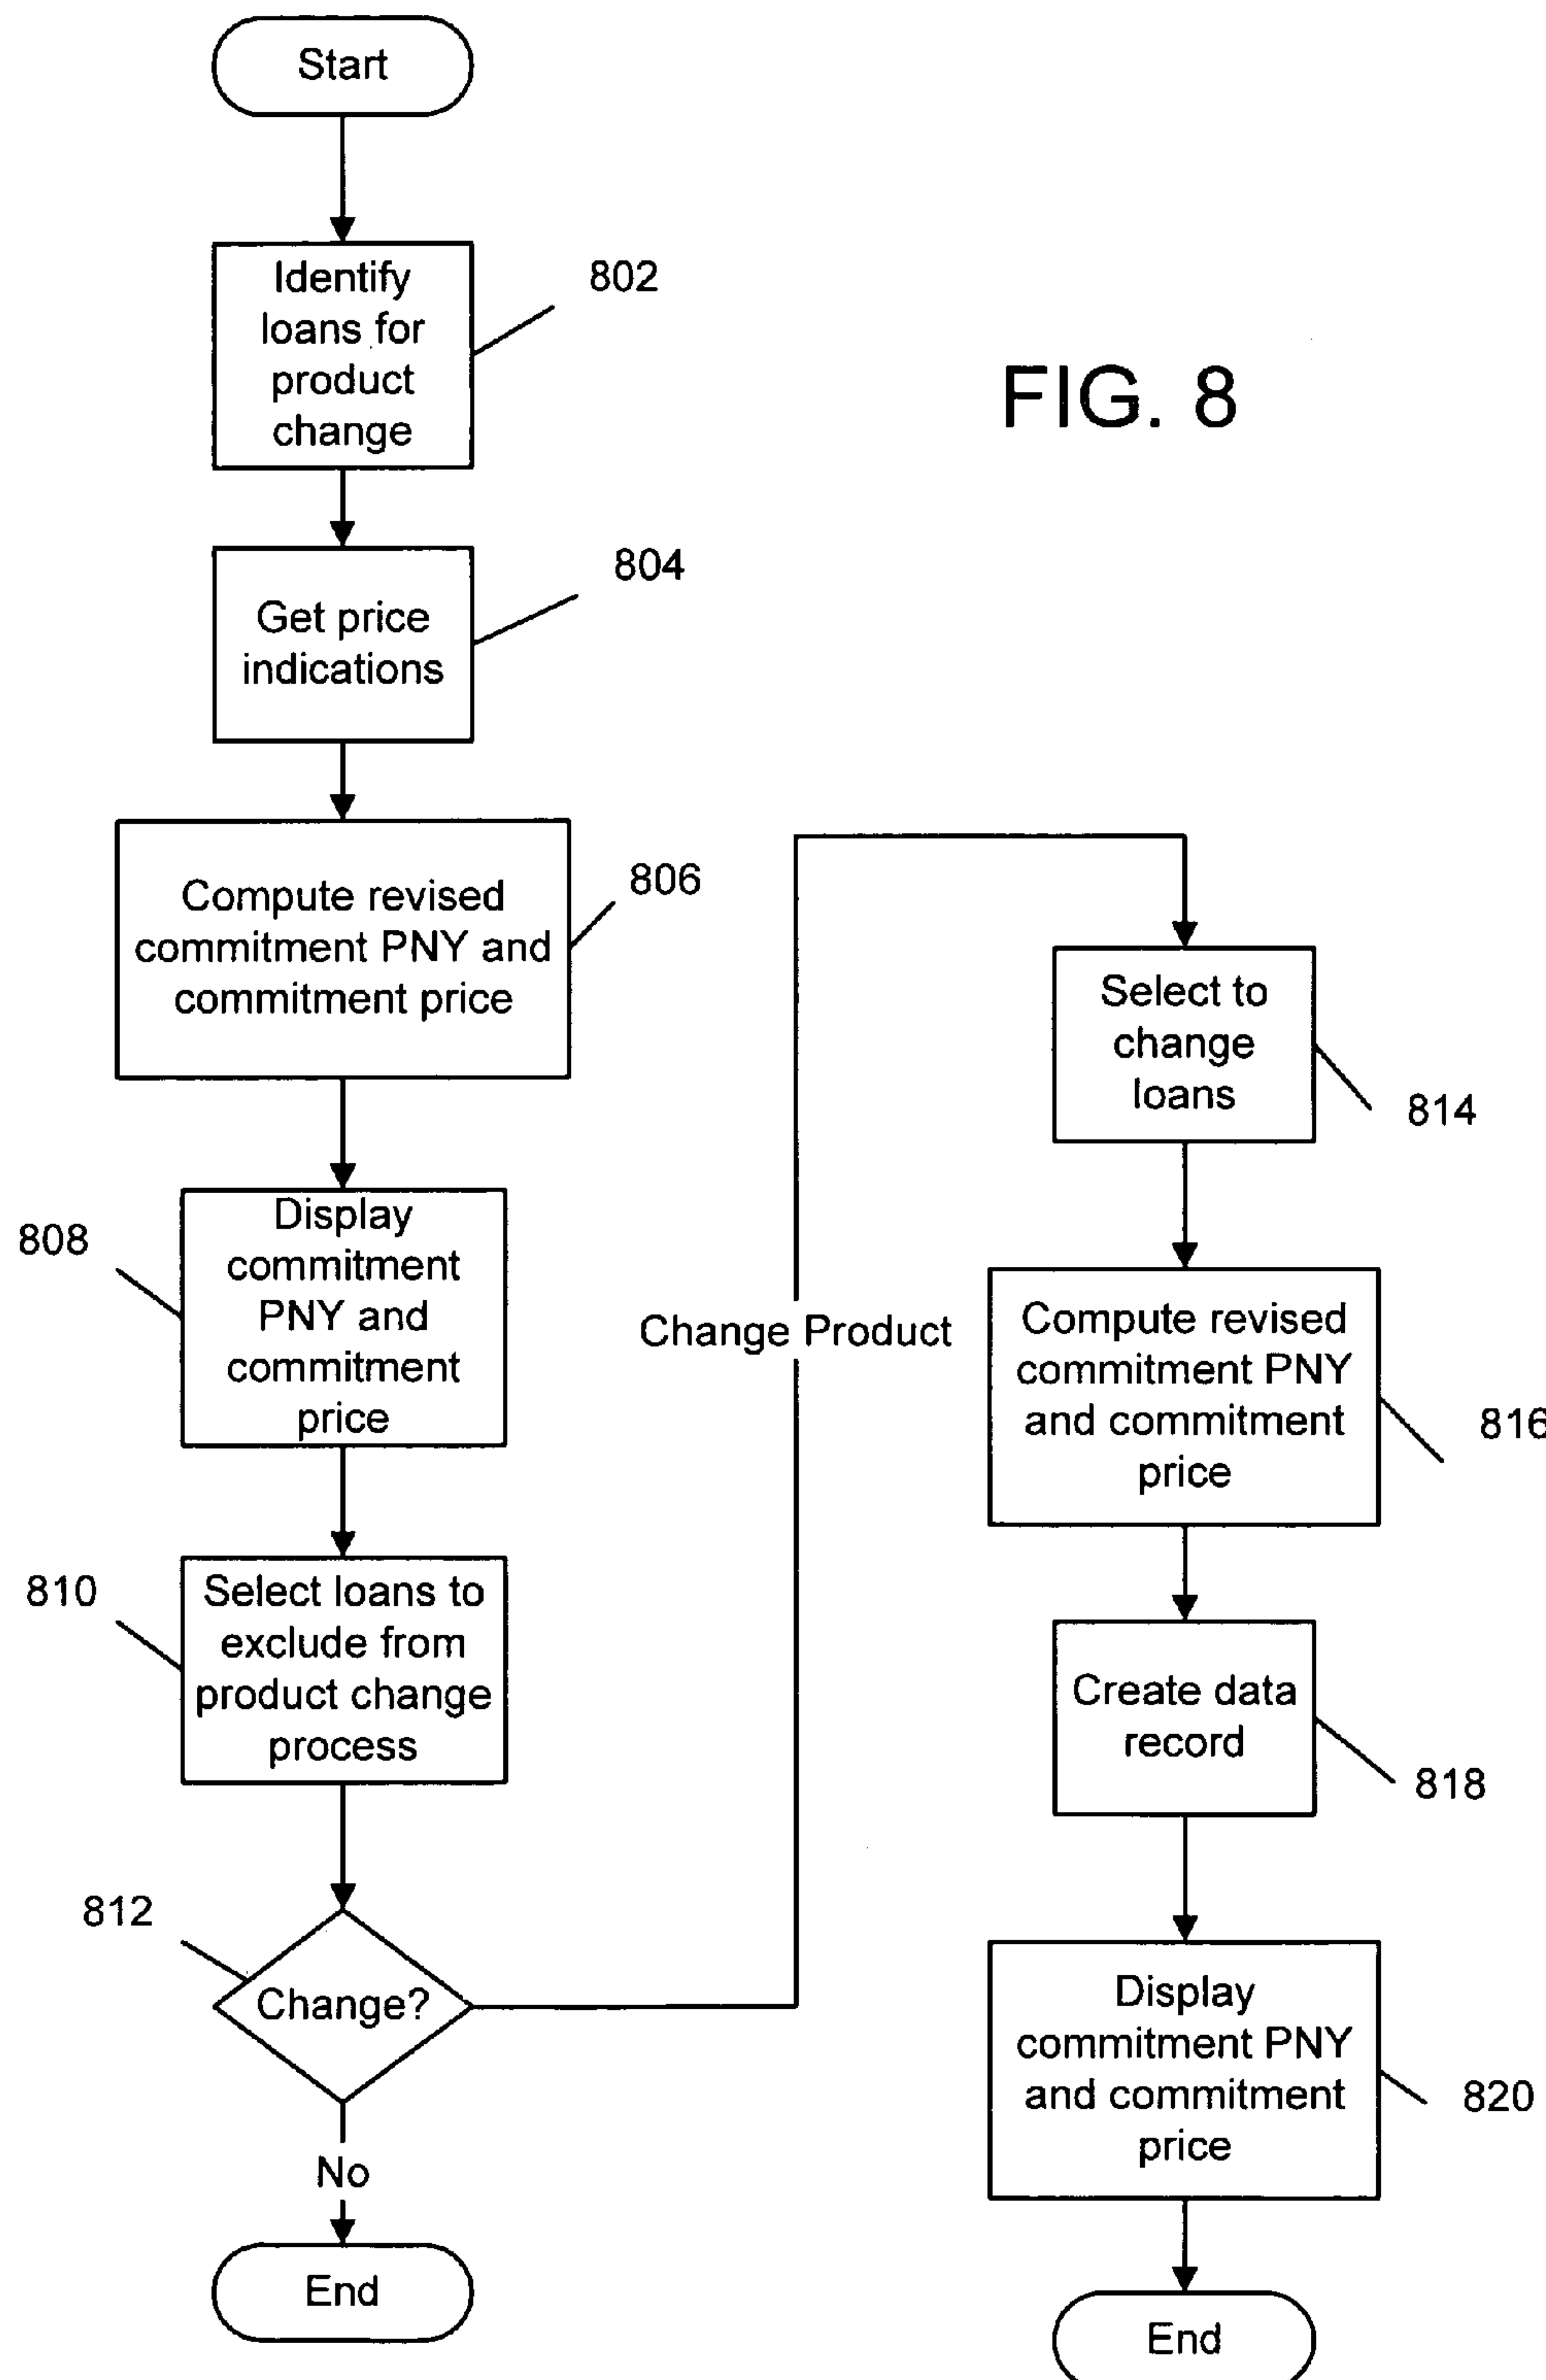 Start
Identify
loans for
product
change
802
FIG. 8
Get price
indications
804
Compute revised
commitment PNY and
commitment price
806
Display
commitment
PNY and
commitment
price
808
Select loans to
exclude from
product change
process
810
Change?
812
No
End
Change Product
Select to
change
loans
814
Compute revised
commitment PNY
and commitment
price
816
Create data
record
818
Display
commitment PNY
and commitment
price
820
End